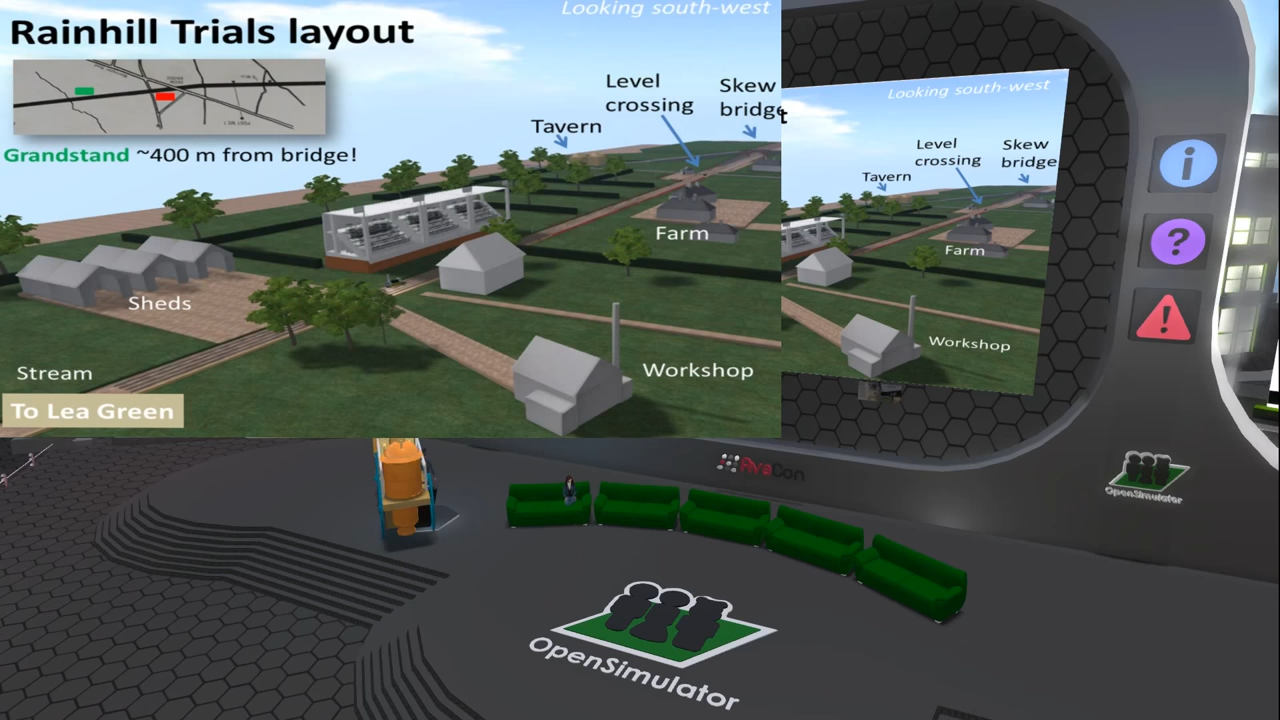 Looking south-west
Rainhill Trials layout
Level
crossing
Skew
bridge
Tavern
Grandstand ~400 m from bridge!
Farm
Sheds
Stream
Workshop
To Lea Green
Looking south-west
t
Level
crossing
Skew
bridge
Tavern
Farm
Workshop
i
?
!
AvaCon
OpenSimulator
OpenSimulator